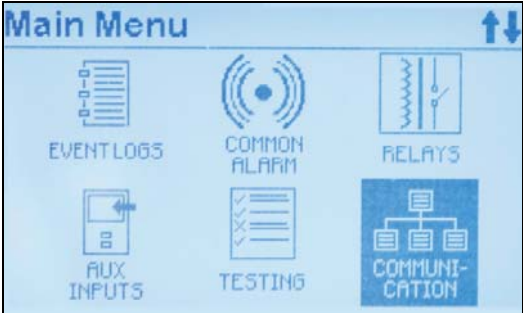 Main Menu
EVENT LOGS
COMMON
ALARM
RELAYS
AUX
INPUTS
TESTING
COMMUNI-
CATION